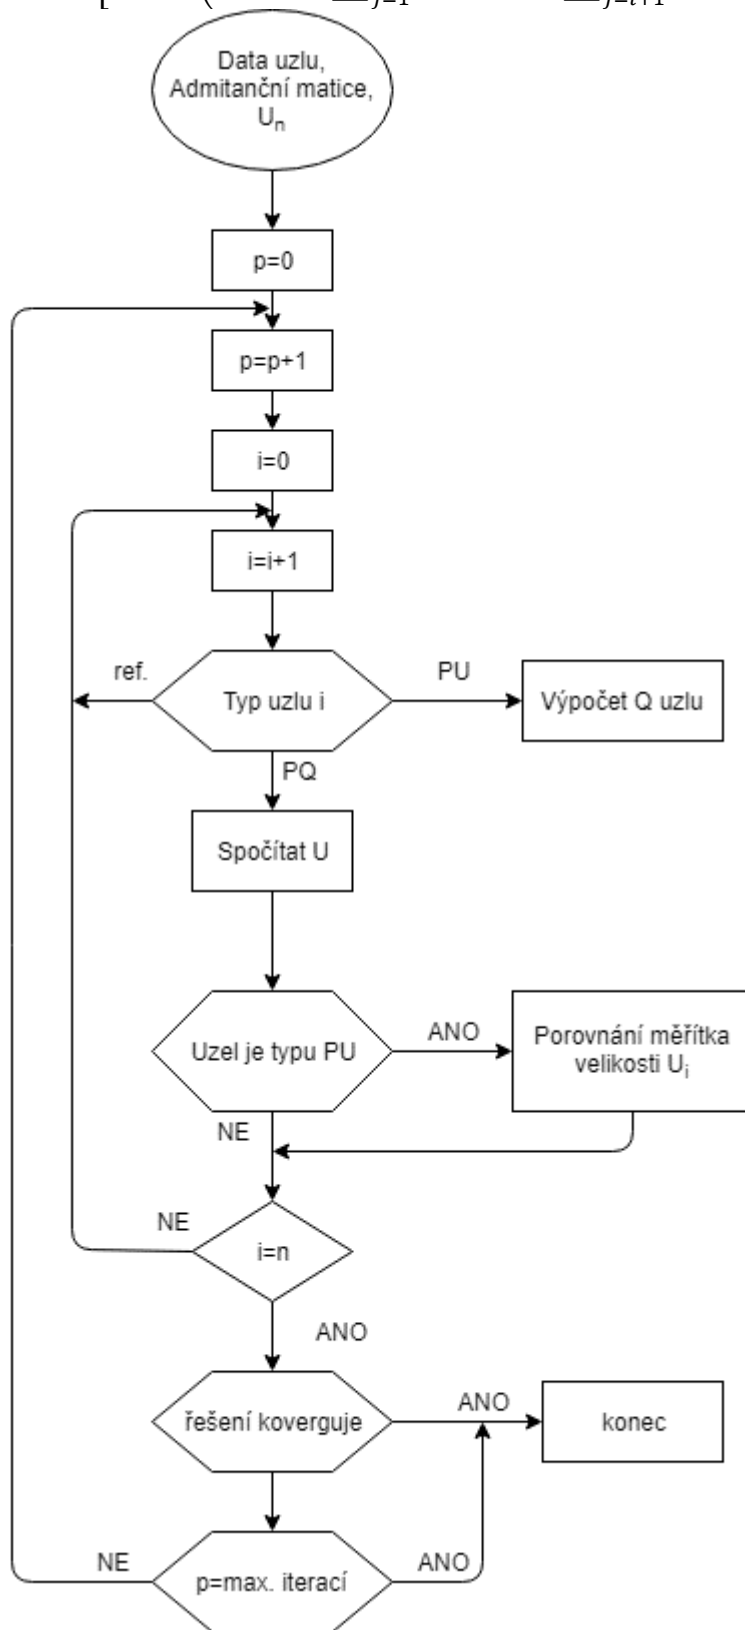 Data uzlu,
Admitanční matice,
Un
p=0
p=p+1
i=0
i=i+1
ref.
Typ uzlu i
PU
Výpočet Q uzlu
PQ
Spočítat U
Uzel je typu PU
ANO
Porovnání měřítka
velikosti Ui
NE
NE
i=n
ANO
řešení koverguje
ANO
konec
NE
p=max. iterací
ANO